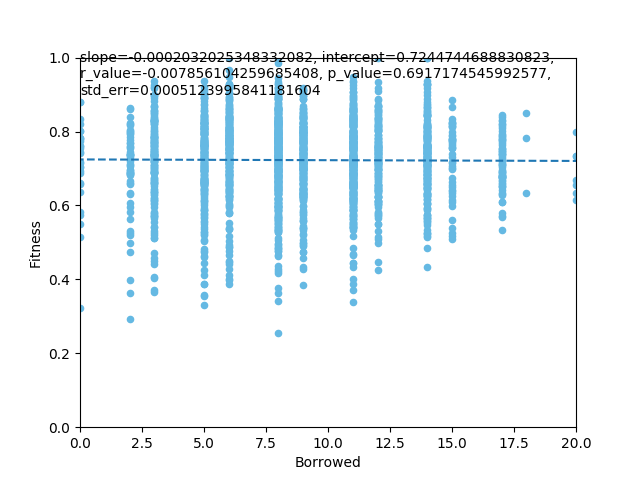 slope=-0.0002032025348332082, intercept=0.7244744688830823,
r_value=-0.007856104259685408, p_value=0.6917174545992577,
std_err=0.0005123995841181604
1.0
0.8
0.6
0.4
0.2
0.0
Fitness
0.0 2.5 5.0 7.5 10.0 12.5 15.0 17.5 20.0
Borrowed